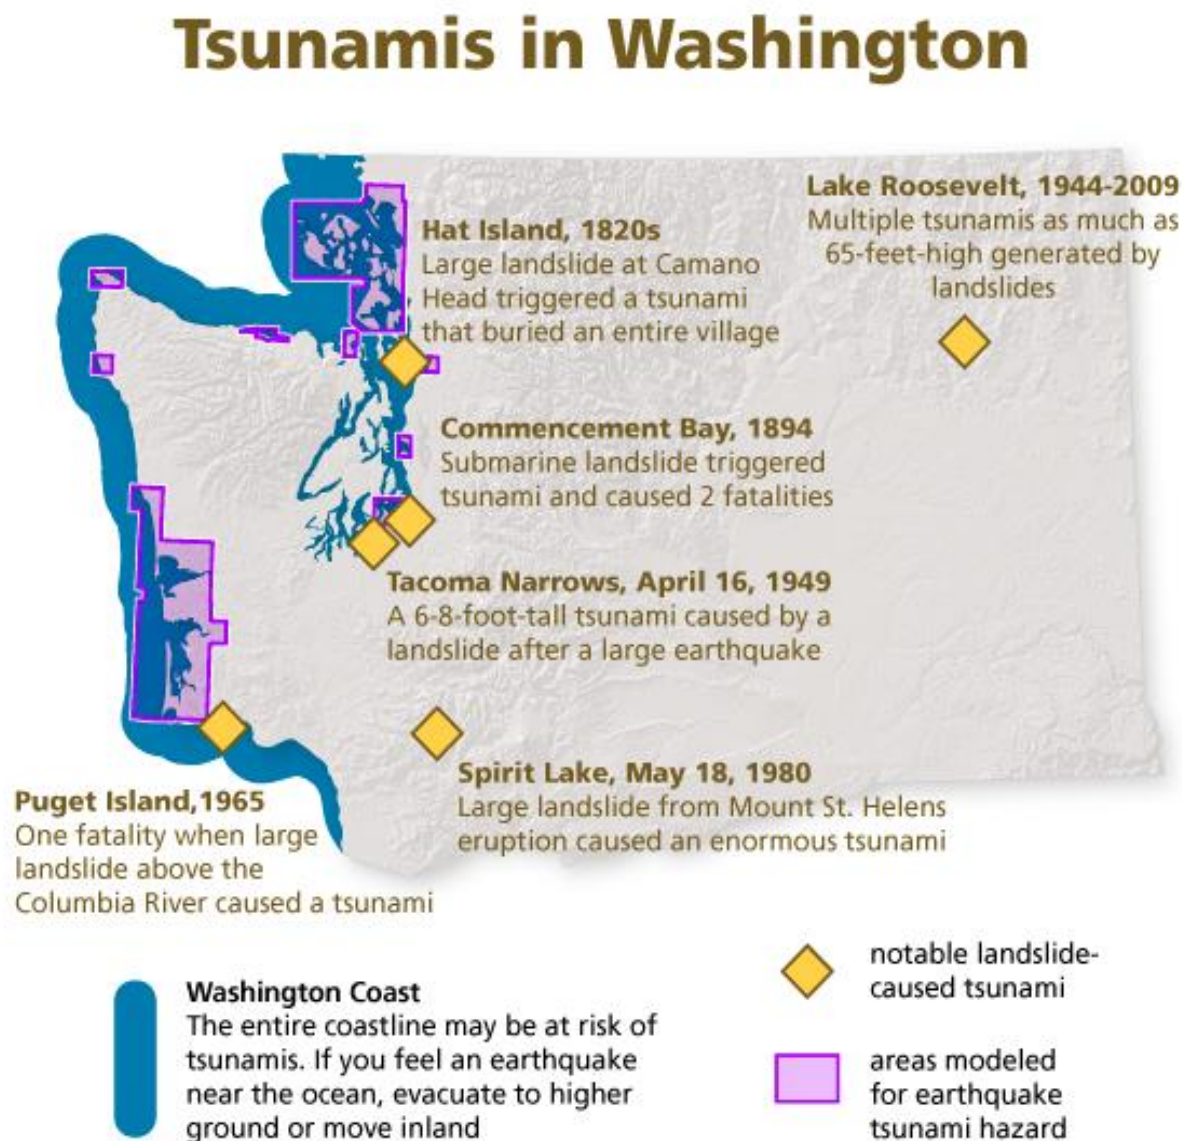 Tsunamis in Washington
Lake Roosevelt, 1944-2009
Multiple tsunamis as much as
65-feet-high generated by
landslides
Hat Island, 1820s
Large landslide at Camano
Head triggered a tsunami
that buried an entire village
Commencement Bay, 1894
Submarine landslide triggered
tsunami and caused 2 fatalities
Tacoma Narrows, April 16, 1949
A 6-8-foot-tall tsunami caused by a
landslide after a large earthquake
Spirit Lake, May 18, 1980
Large landslide from Mount St. Helens
eruption caused an enormous tsunami
Puget Island,1965
One fatality when large
landslide above the
Columbia River caused a tsunami
Washington Coast
The entire coastline may be at risk of
tsunamis. If you feel an earthquake
near the ocean, evacuate to higher
ground or move inland
notable landslide-
caused tsunami
areas modeled
for earthquake
tsunami hazard